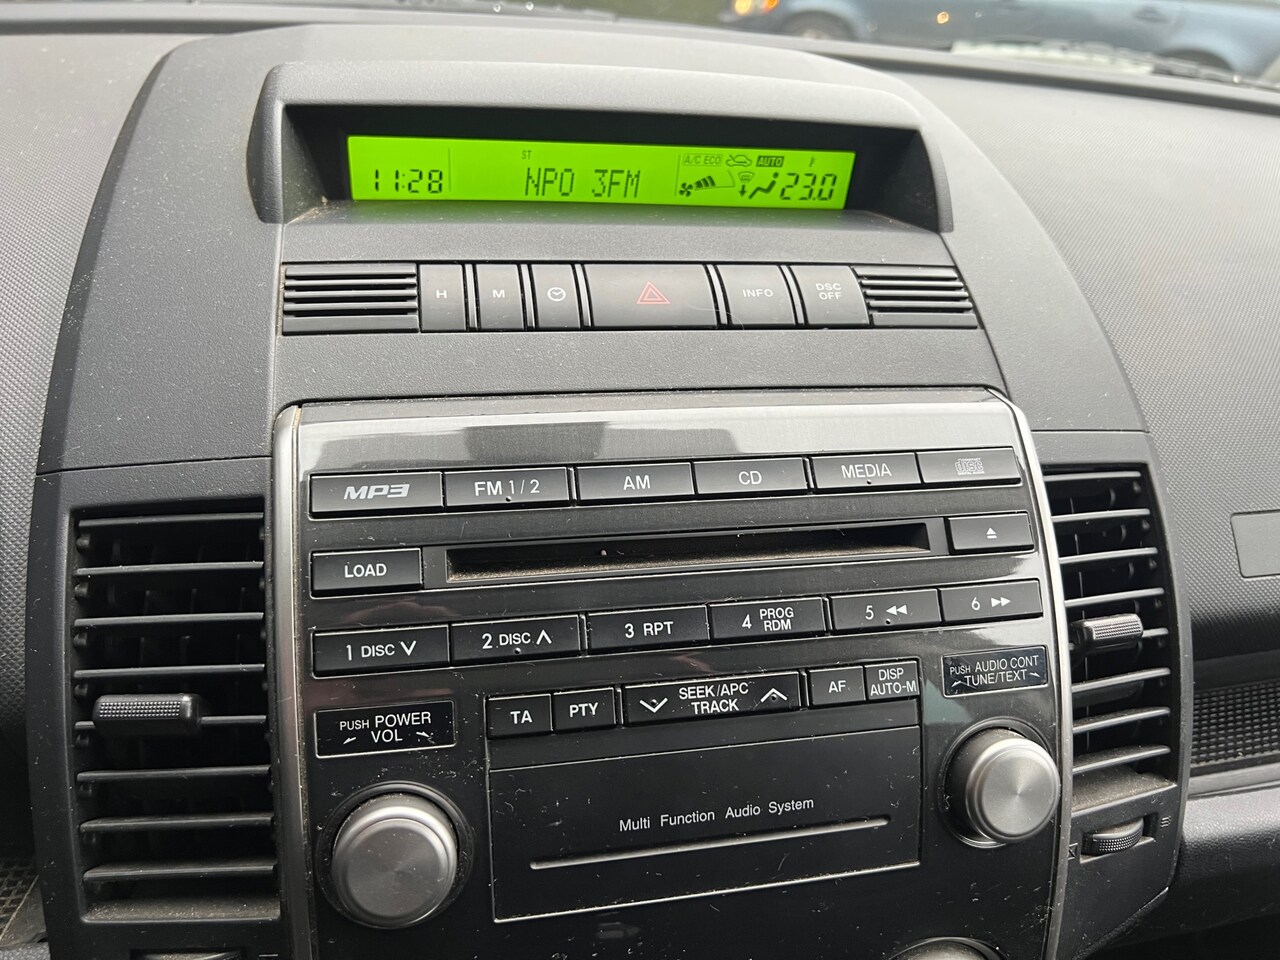 ST A/C ECO AUTO
11:28 NPO 3FM 23.0
H M INFO DSC OFF
MP3 FM 1/2 AM CD MEDIA disc
LOAD
1 DISC 2 DISC 3 RPT 4 PROG RDM 5 6
TA PTY SEEK/APC TRACK AF DISP AUTO-M
PUSH POWER
VOL
PUSH AUDIO CONT
TUNE/TEXT
Multi Function Audio System